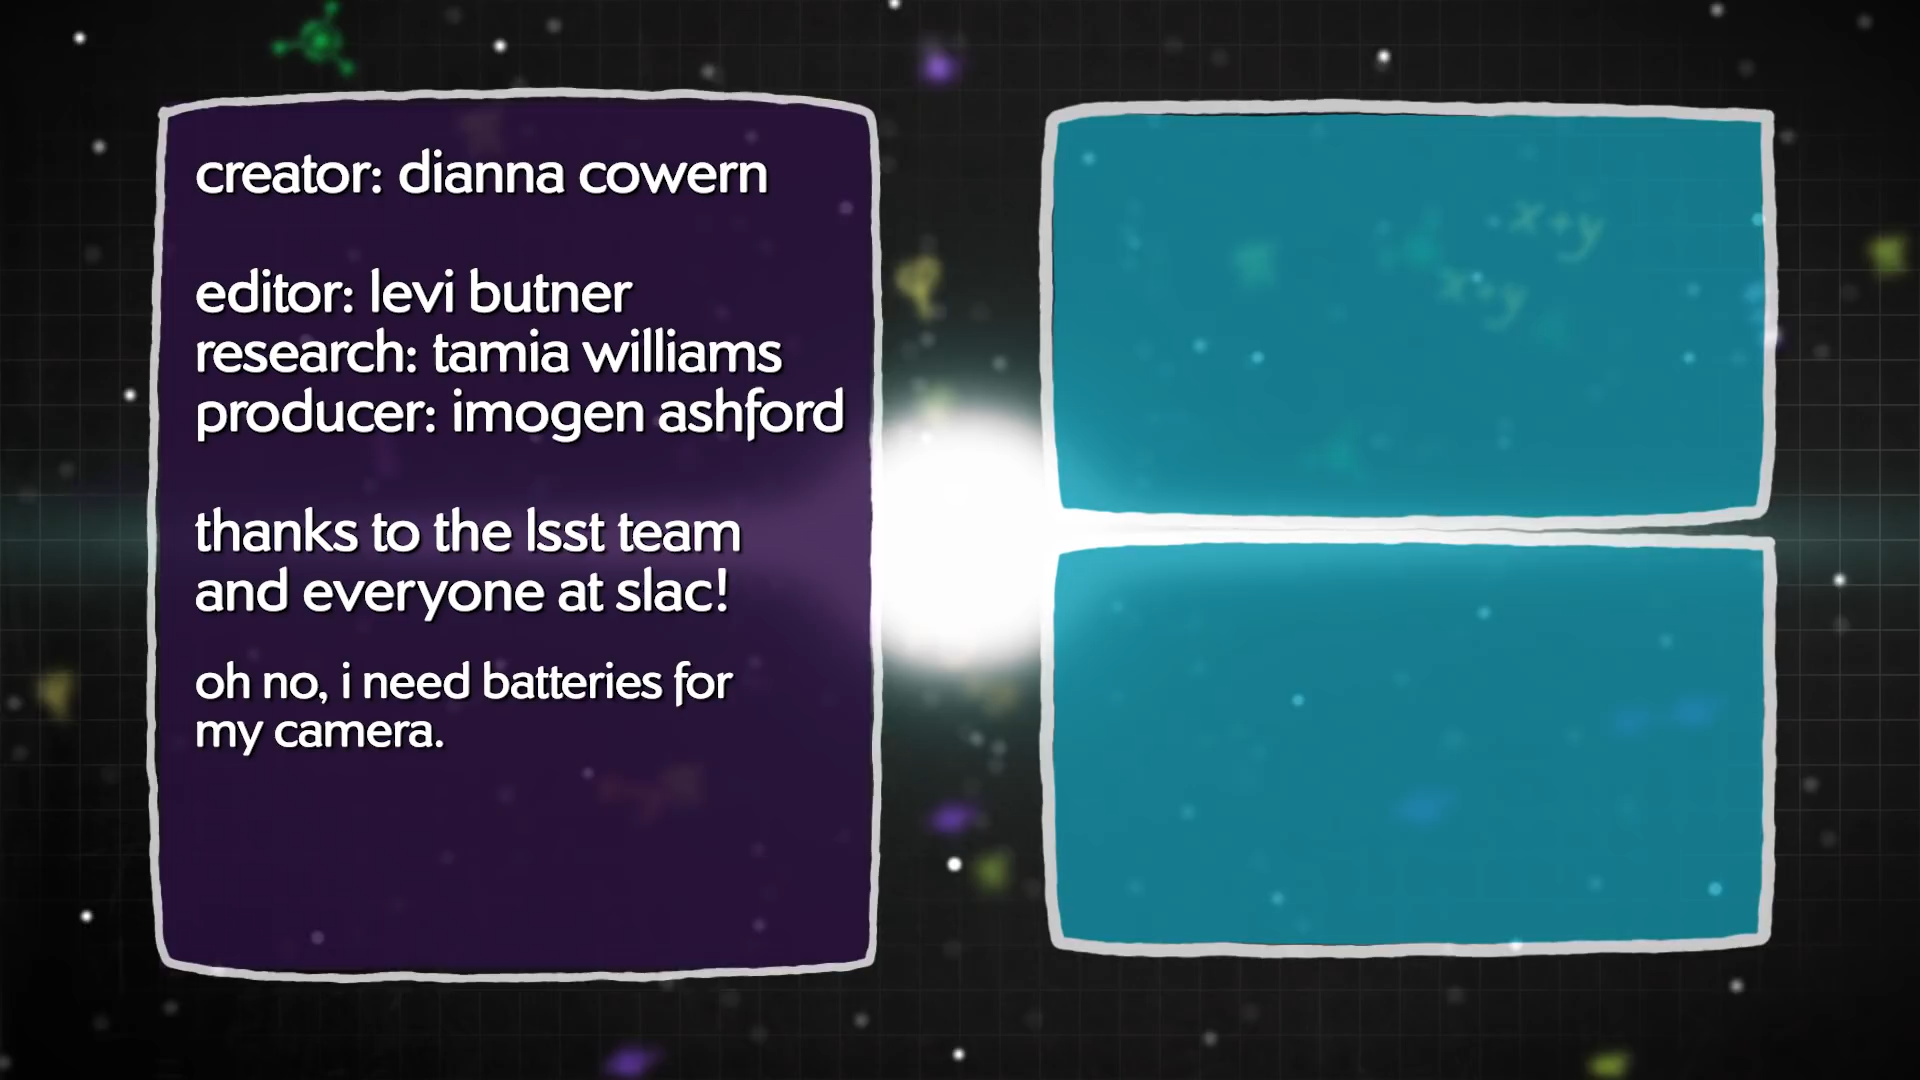 creator: dianna cowern
editor: levi butner
research: tamia williams
producer: imogen ashford
thanks to the lsst team
and everyone at slac!
oh no, i need batteries for
my camera.
x+y
x+y